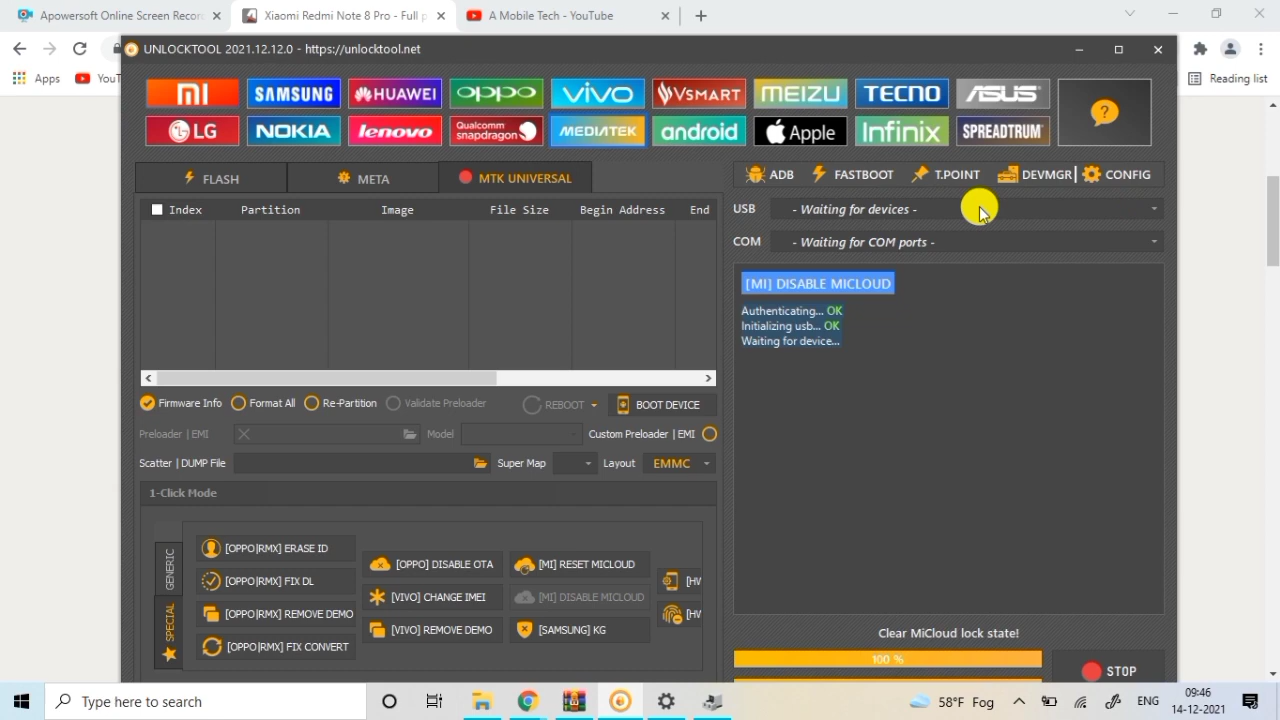 Apowersoft Online Screen Record
Xiaomi Redmi Note 8 Pro - Full p
A Mobile Tech - YouTube
UNLOCKTOOL 2021.12.12.0 - https://unlocktool.net
Apps
YouT
Reading list
mi
SAMSUNG
HUAWEI
oppo
vivo
VSMART
MEIZU
TECNO
ASUS
?
LG
NOKIA
lenovo
Qualcomm snapdragon
MEDIATEK
android
Apple
Infinix
SPREADTRUM
FLASH
META
MTK UNIVERSAL
ADB
FASTBOOT
T.POINT
DEVMGR
CONFIG
USB
- Waiting for devices -
COM
- Waiting for COM ports -
Index Partition Image File Size Begin Address End
[MI] DISABLE MICLOUD
Authenticating... OK
Initializing usb... OK
Waiting for device...
Firmware Info Format All Re-Partition Validate Preloader REBOOT BOOT DEVICE
Preloader | EMI Model Custom Preloader | EMI
Scatter | DUMP File Super Map Layout EMMC
1-Click Mode
GENERIC
SPECIAL
[OPPO|RMX] ERASE ID
[OPPO|RMX] FIX DL
[OPPO|RMX] REMOVE DEMO
[OPPO|RMX] FIX CONVERT
[OPPO] DISABLE OTA
[VIVO] CHANGE IMEI
[VIVO] REMOVE DEMO
[MI] RESET MICLOUD
[MI] DISABLE MICLOUD
[SAMSUNG] KG
[HW
[HW
Clear MiCloud lock state!
100 %
STOP
Type here to search
58°F Fog
ENG
09:46
14-12-2021